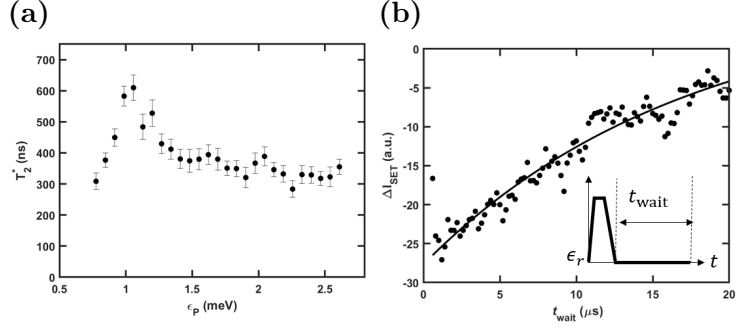 (a)
T₂* (ns)
800
700
600
500
400
300
200
100
0
0.5
1
1.5
2
2.5
ϵP (meV)
(b)
ΔISET (a.u.)
0
-5
-10
-15
-20
-25
-30
0
5
10
15
20
twait (μs)
twait
ϵr
t